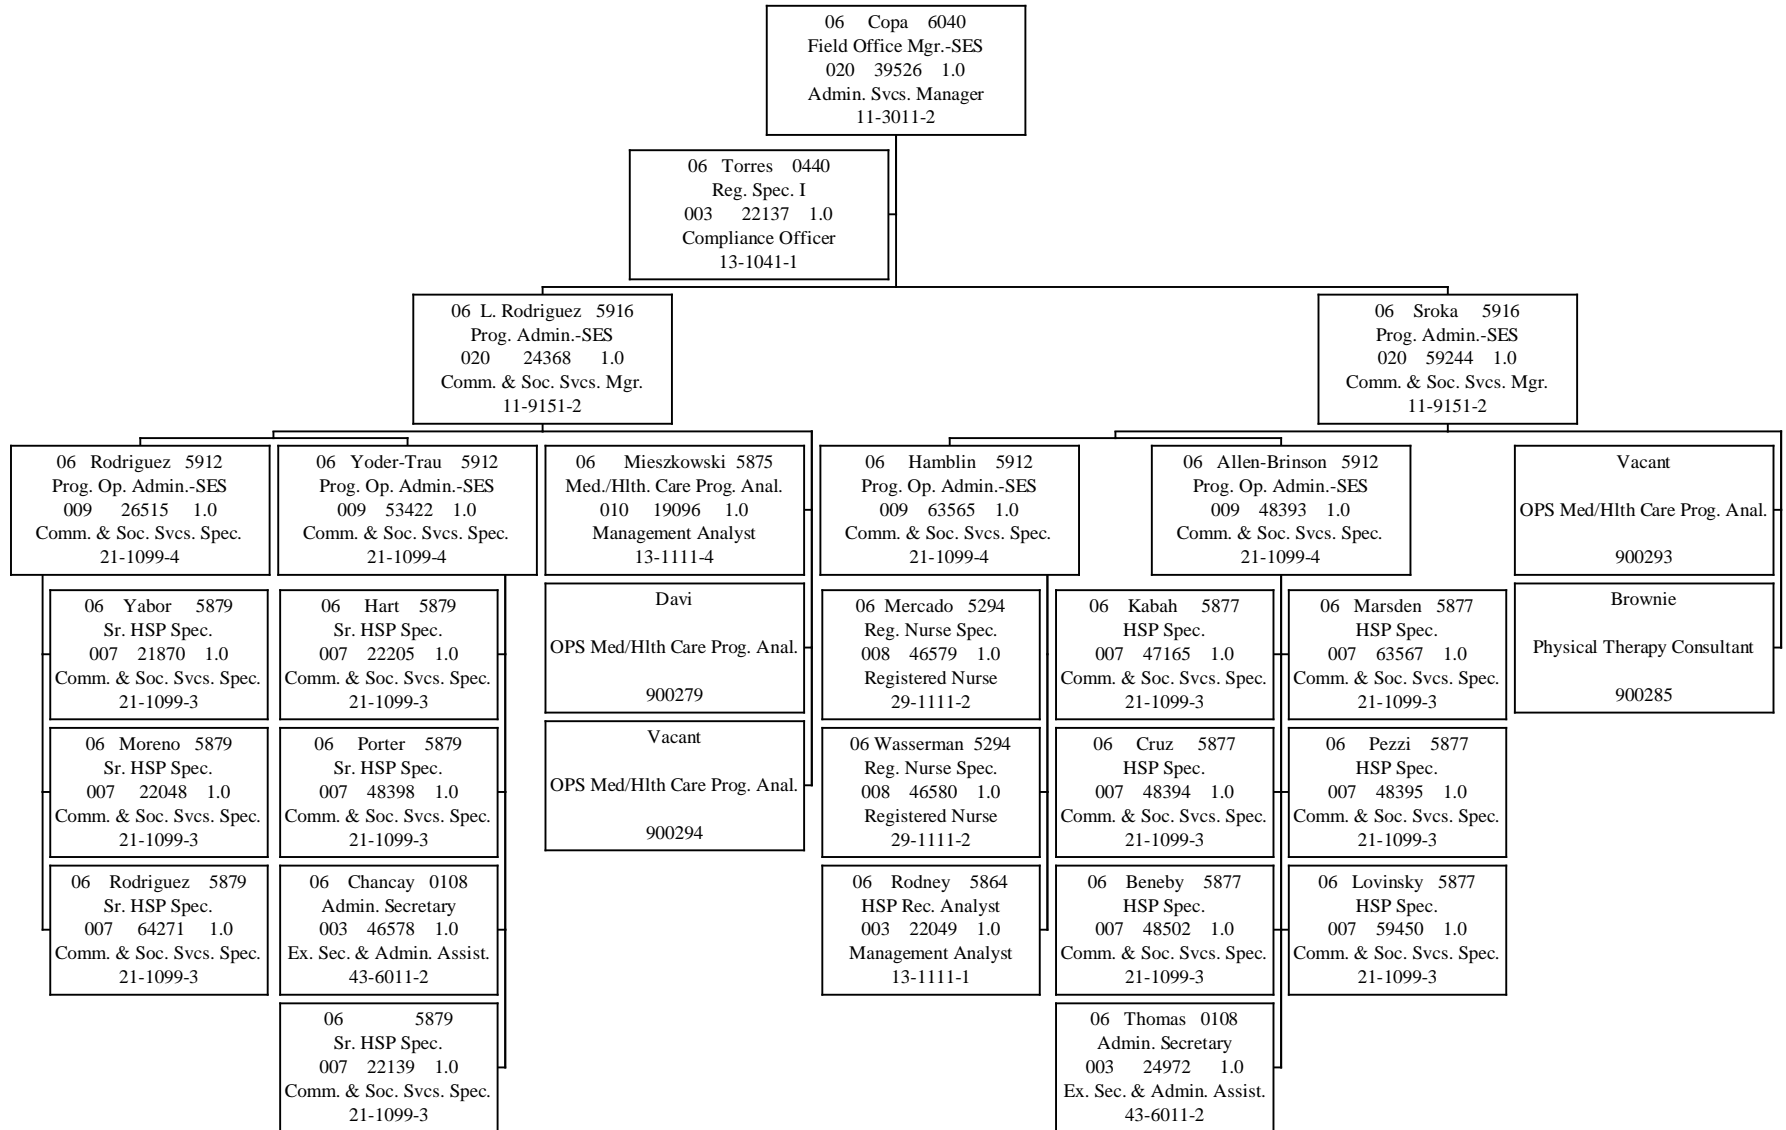 06 Copa 6040
Field Office Mgr.-SES
020 39526 1.0
Admin. Svcs. Manager
11-3011-2
06 Torres 0440
Reg. Spec. I
003 22137 1.0
Compliance Officer
13-1041-1
06 L. Rodriguez 5916
Prog. Admin.-SES
020 24368 1.0
Comm. & Soc. Svcs. Mgr.
11-9151-2
06 Sroka 5916
Prog. Admin.-SES
020 59244 1.0
Comm. & Soc. Svcs. Mgr.
11-9151-2
06 Rodriguez 5912
Prog. Op. Admin.-SES
009 26515 1.0
Comm. & Soc. Svcs. Spec.
21-1099-4
06 Yoder-Trau 5912
Prog. Op. Admin.-SES
009 53422 1.0
Comm. & Soc. Svcs. Spec.
21-1099-4
06 Mieszkowski 5875
Med./Hlth. Care Prog. Anal.
010 19096 1.0
Management Analyst
13-1111-4
06 Hamblin 5912
Prog. Op. Admin.-SES
009 63565 1.0
Comm. & Soc. Svcs. Spec.
21-1099-4
06 Allen-Brinson 5912
Prog. Op. Admin.-SES
009 48393 1.0
Comm. & Soc. Svcs. Spec.
21-1099-4
Vacant
OPS Med/Hlth Care Prog. Anal.
900293
06 Yabor 5879
Sr. HSP Spec.
007 21870 1.0
Comm. & Soc. Svcs. Spec.
21-1099-3
06 Hart 5879
Sr. HSP Spec.
007 22205 1.0
Comm. & Soc. Svcs. Spec.
21-1099-3
Davi
OPS Med/Hlth Care Prog. Anal.
900279
06 Mercado 5294
Reg. Nurse Spec.
008 46579 1.0
Registered Nurse
29-1111-2
06 Kabah 5877
HSP Spec.
007 47165 1.0
Comm. & Soc. Svcs. Spec.
21-1099-3
06 Marsden 5877
HSP Spec.
007 63567 1.0
Comm. & Soc. Svcs. Spec.
21-1099-3
Brownie
Physical Therapy Consultant
900285
06 Moreno 5879
Sr. HSP Spec.
007 22048 1.0
Comm. & Soc. Svcs. Spec.
21-1099-3
06 Porter 5879
Sr. HSP Spec.
007 48398 1.0
Comm. & Soc. Svcs. Spec.
21-1099-3
Vacant
OPS Med/Hlth Care Prog. Anal.
900294
06 Wasserman 5294
Reg. Nurse Spec.
008 46580 1.0
Registered Nurse
29-1111-2
06 Cruz 5877
HSP Spec.
007 48394 1.0
Comm. & Soc. Svcs. Spec.
21-1099-3
06 Pezzi 5877
HSP Spec.
007 48395 1.0
Comm. & Soc. Svcs. Spec.
21-1099-3
06 Rodriguez 5879
Sr. HSP Spec.
007 64271 1.0
Comm. & Soc. Svcs. Spec.
21-1099-3
06 Chancay 0108
Admin. Secretary
003 46578 1.0
Ex. Sec. & Admin. Assist.
43-6011-2
06 Rodney 5864
HSP Rec. Analyst
003 22049 1.0
Management Analyst
13-1111-1
06 Beneby 5877
HSP Spec.
007 48502 1.0
Comm. & Soc. Svcs. Spec.
21-1099-3
06 Lovinsky 5877
HSP Spec.
007 59450 1.0
Comm. & Soc. Svcs. Spec.
21-1099-3
06 5879
Sr. HSP Spec.
007 22139 1.0
Comm. & Soc. Svcs. Spec.
21-1099-3
06 Thomas 0108
Admin. Secretary
003 24972 1.0
Ex. Sec. & Admin. Assist.
43-6011-2